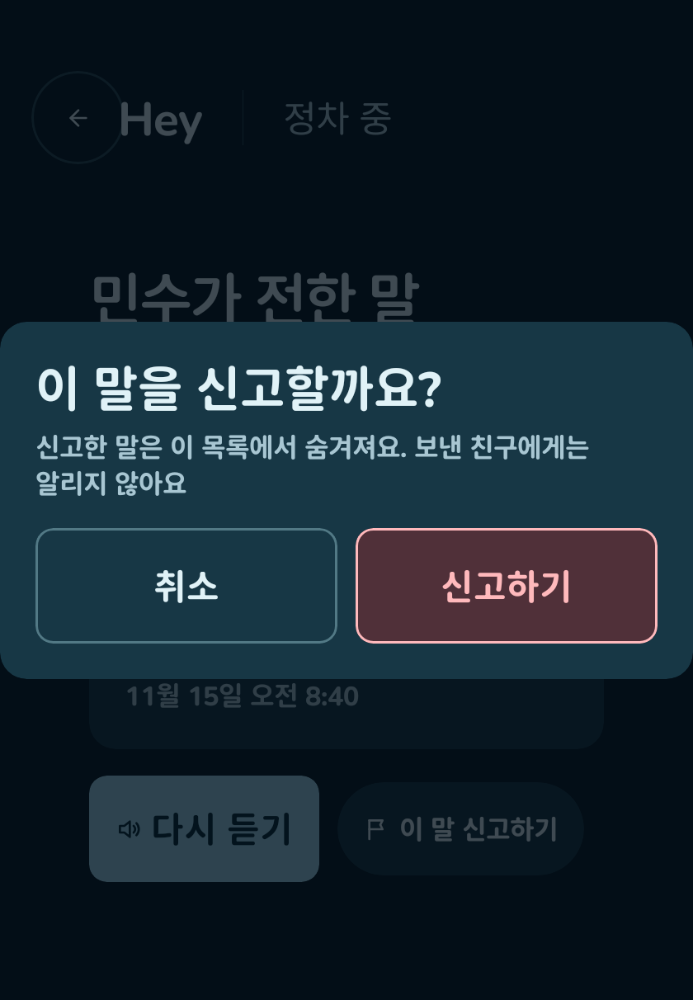 Hey
정차 중
민수가 전한 말
이 말을 신고할까요?
신고한 말은 이 목록에서 숨겨져요. 보낸 친구에게는
알리지 않아요
취소
신고하기
11월 15일 오전 8:40
다시 듣기
이 말 신고하기